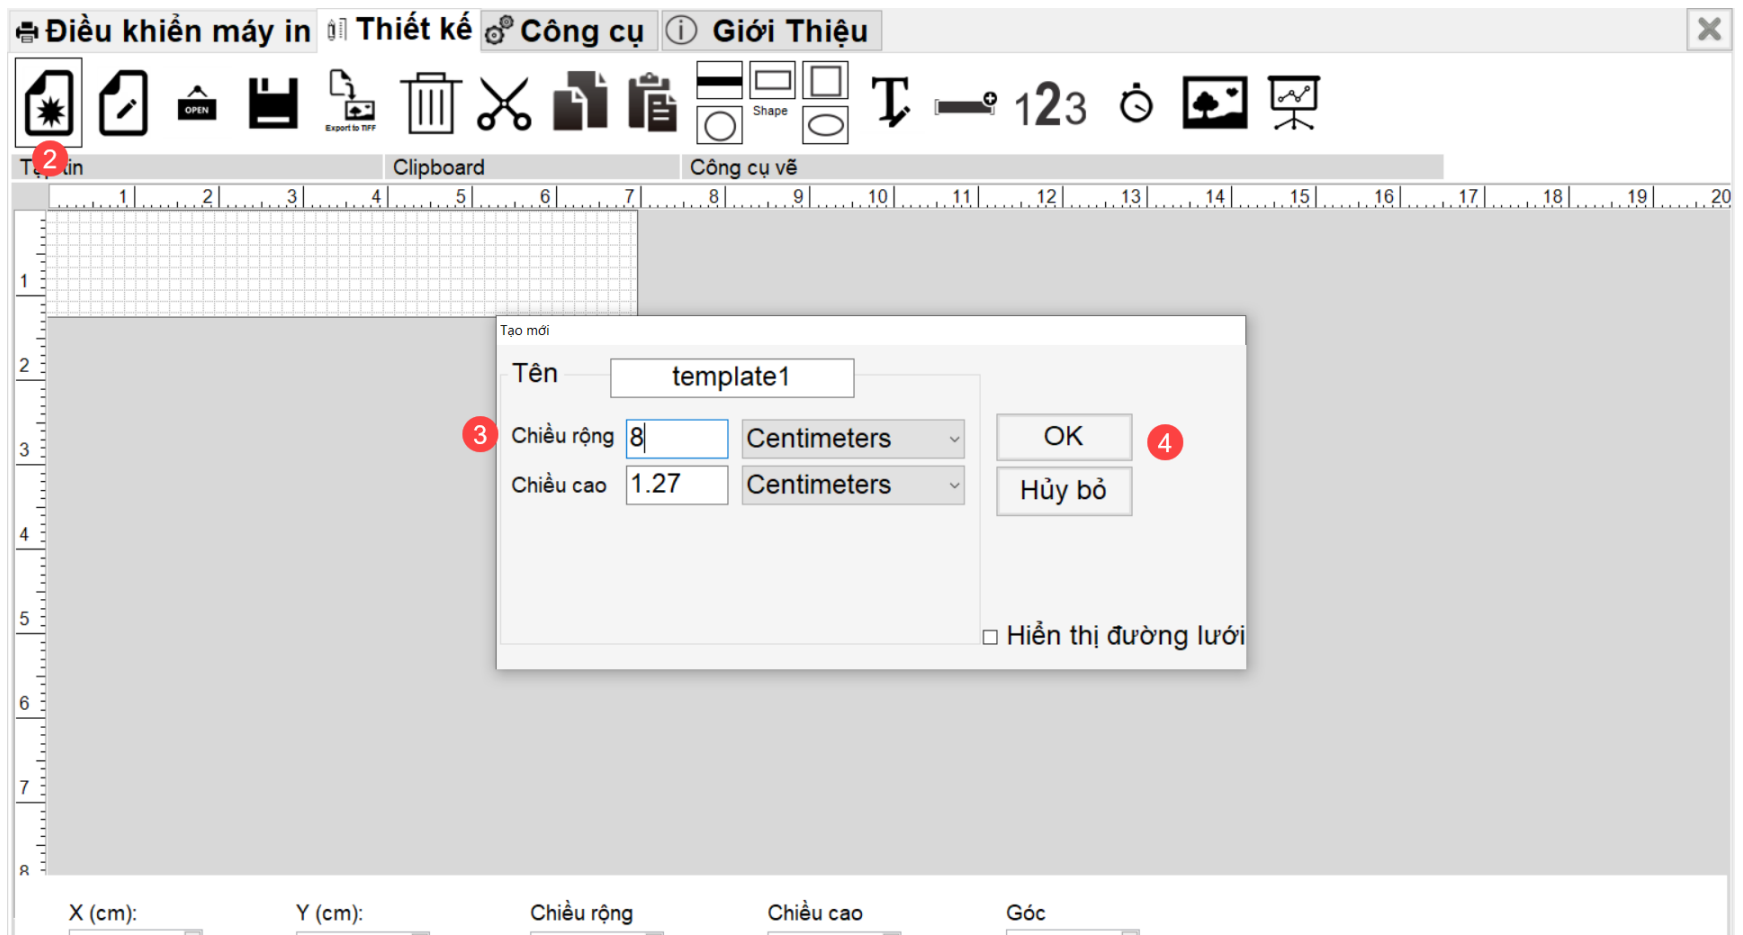 Điều khiển máy in Thiết kế Công cụ Giới Thiệu
OPEN
Export to TIFF
Shape
123
2
Tập tin Clipboard Công cụ vẽ
1 2 3 4 5 6 7 8 9 10 11 12 13 14 15 16 17 18 19 20
1
2
3
4
5
6
7
8
Tạo mới
Tên template1
3 Chiều rộng 8 Centimeters OK 4
Chiều cao 1.27 Centimeters Hủy bỏ
Hiển thị đường lưới
X (cm): Y (cm): Chiều rộng Chiều cao Góc